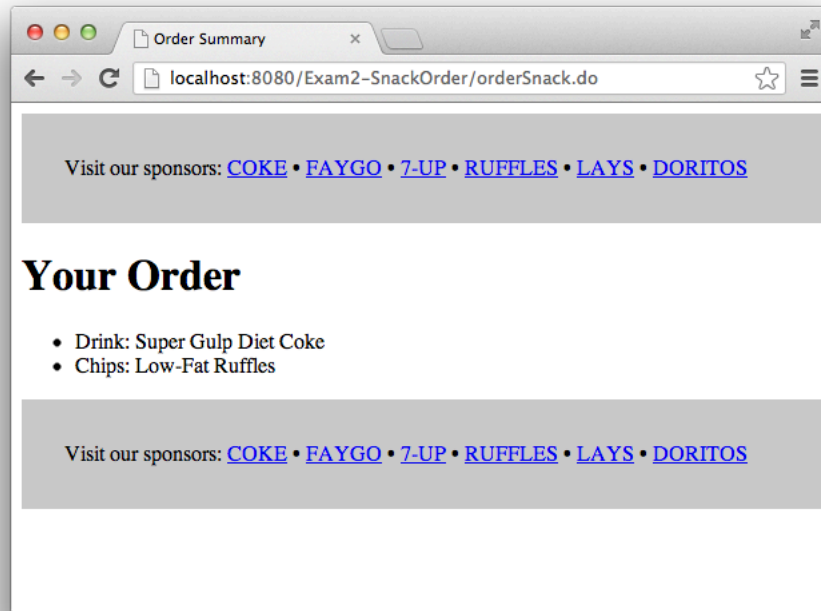 Order Summary
localhost:8080/Exam2-SnackOrder/orderSnack.do
Visit our sponsors: COKE • FAYGO • 7-UP • RUFFLES • LAYS • DORITOS
Your Order
• Drink: Super Gulp Diet Coke
• Chips: Low-Fat Ruffles
Visit our sponsors: COKE • FAYGO • 7-UP • RUFFLES • LAYS • DORITOS